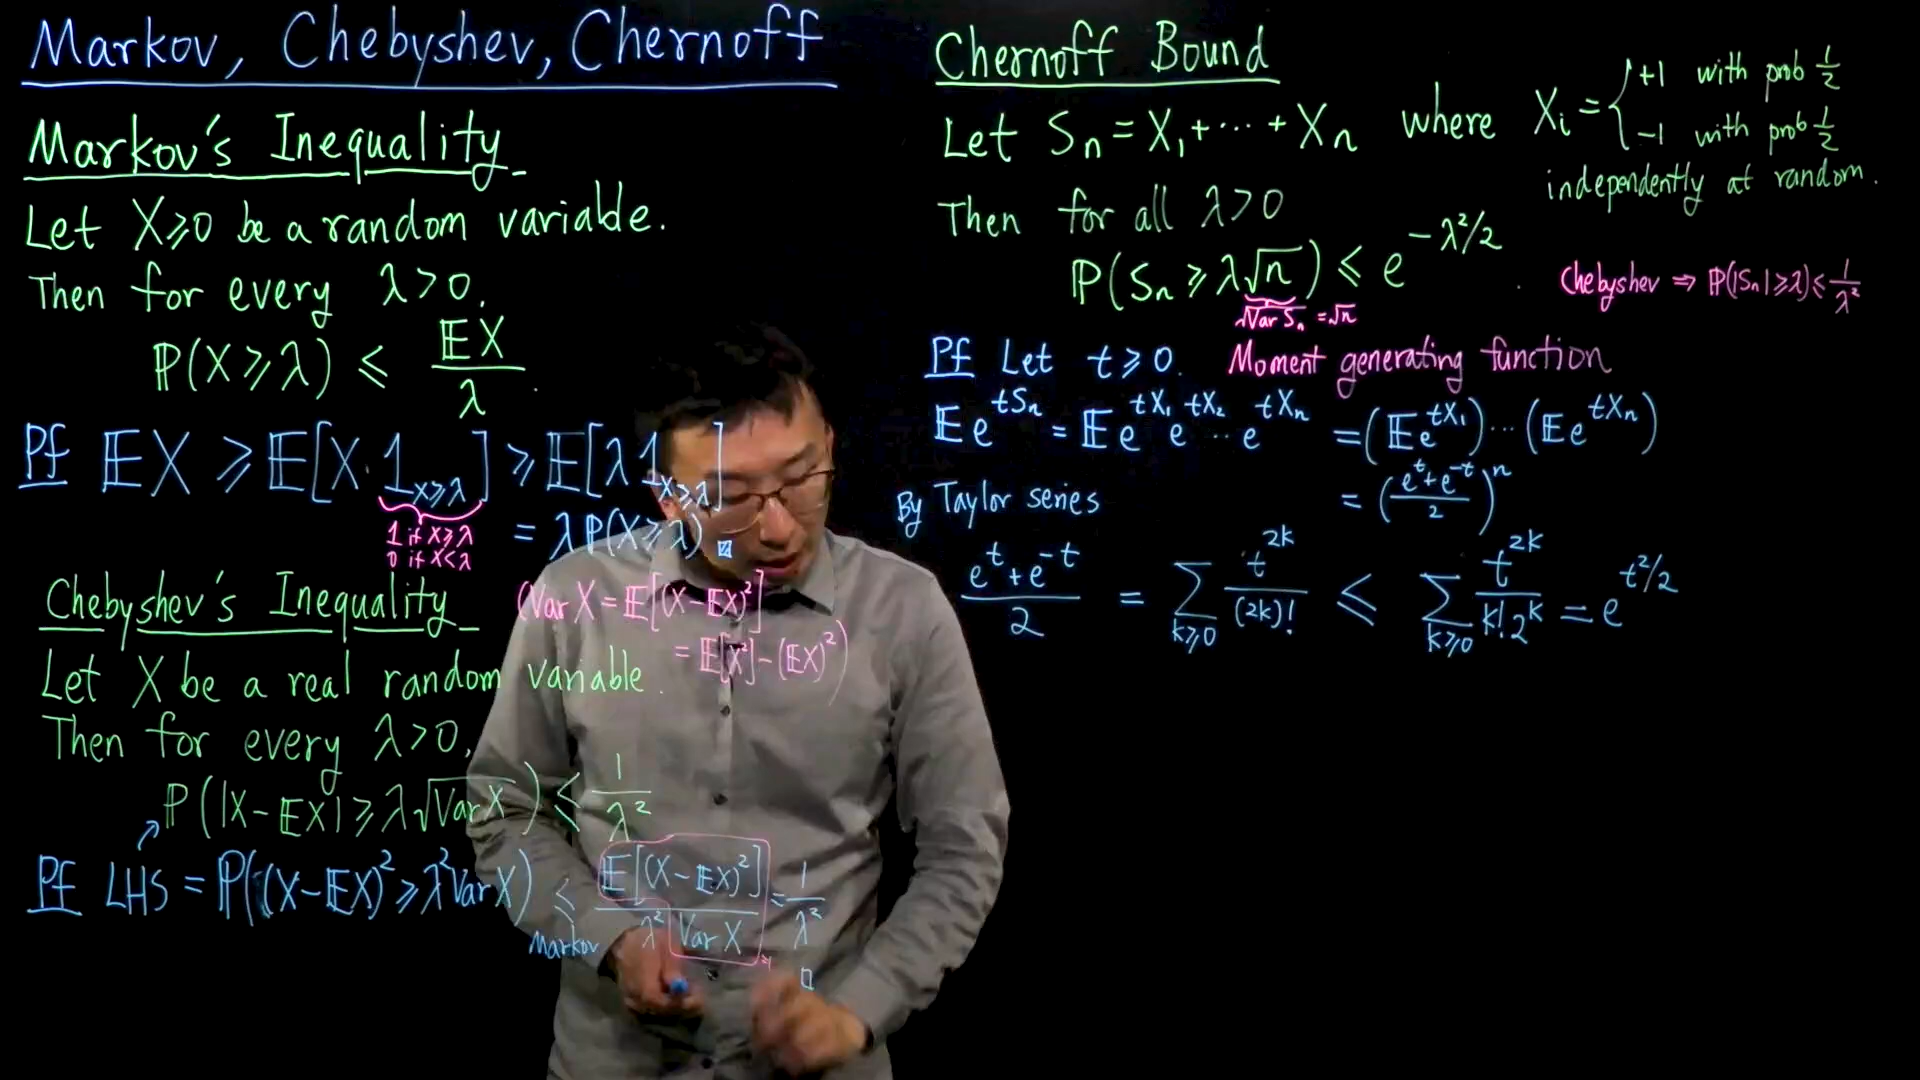 Markov, Chebyshev, Chernoff
Markov's Inequality
Let X⩾0 be a random variable.
Then for every λ>0,
ℙ(X⩾λ) ⩽ 𝔼X/λ.
Pf 𝔼X ⩾ 𝔼[X·1_{X⩾λ}] ⩾ 𝔼[λ1_{X⩾λ}]
1 if X⩾λ
0 if X<λ
= λℙ(X⩾λ).
Chebyshev's Inequality
(Var X = 𝔼[(X-𝔼X)²]
= 𝔼[X²]-(𝔼X)²)
Let X be a real random variable.
Then for every λ>0,
ℙ(|X-𝔼X|⩾λ√Var X) ⩽ 1/λ²
Pf LHS = ℙ((X-𝔼X)²⩾λ²Var X) ⩽ 𝔼[(X-𝔼X)²]/(λ² Var X) = 1/λ²
Markov
Chernoff Bound
Let Sₙ = X₁+···+Xₙ where Xᵢ = { +1 with prob 1/2
-1 with prob 1/2
independently at random.
Then for all λ>0
ℙ(Sₙ⩾λ√n) ⩽ e^{-λ²/2}
√Var Sₙ = √n
Chebyshev ⇒ ℙ(|Sₙ|⩾λ)⩽1/λ²
Pf Let t⩾0. Moment generating function
𝔼e^{tSₙ} = 𝔼e^{tX₁}e^{tX₂}···e^{tXₙ} = (𝔼e^{tX₁})···(𝔼e^{tXₙ})
= ((e^t+e^{-t})/2)^n
By Taylor series
(e^t+e^{-t})/2 = Σ_{k⩾0} t^{2k}/(2k)! ⩽ Σ_{k⩾0} t^{2k}/(k!2^k) = e^{t²/2}